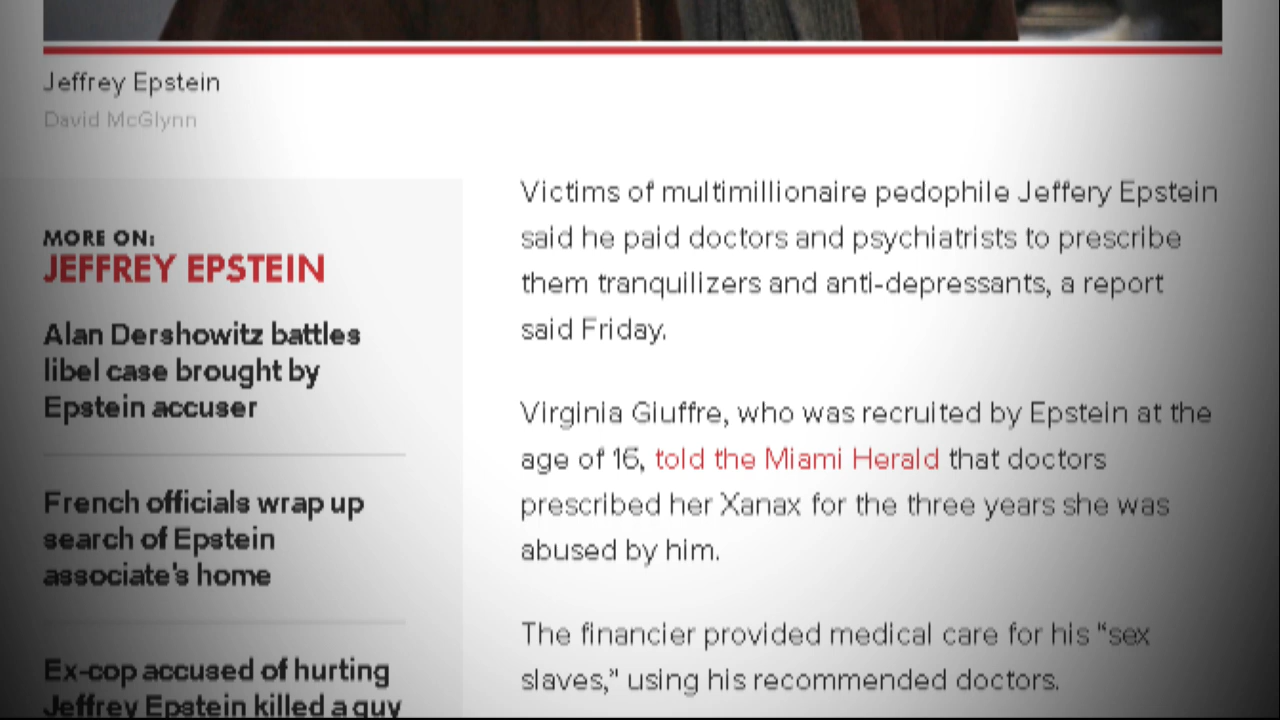 Jeffrey Epstein
David McGlynn
MORE ON:
JEFFREY EPSTEIN
Alan Dershowitz battles
libel case brought by
Epstein accuser
French officials wrap up
search of Epstein
associate's home
Ex-cop accused of hurting
Jeffrey Epstein killed a guy
Victims of multimillionaire pedophile Jeffery Epstein
said he paid doctors and psychiatrists to prescribe
them tranquilizers and anti-depressants, a report
said Friday.
Virginia Giuffre, who was recruited by Epstein at the
age of 16, told the Miami Herald that doctors
prescribed her Xanax for the three years she was
abused by him.
The financier provided medical care for his “sex
slaves,” using his recommended doctors.